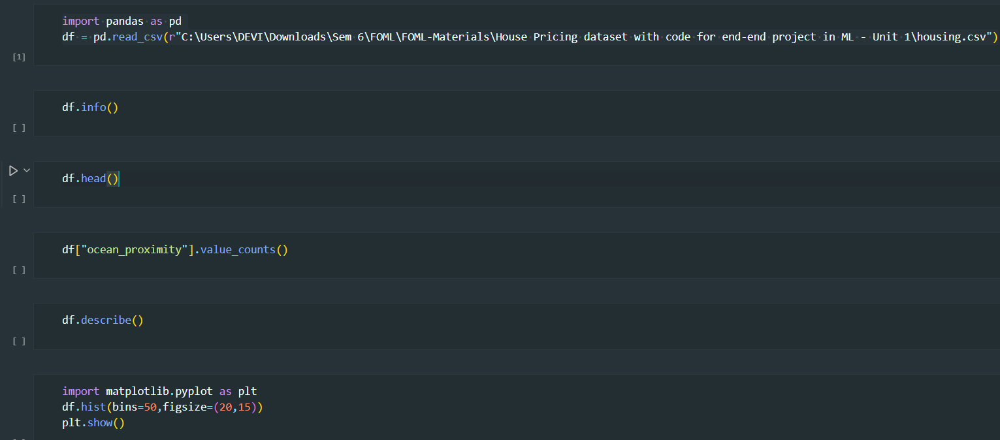 import pandas as pd
df = pd.read_csv(r"C:\Users\DEVI\Downloads\Sem 6\FOML\FOML-Materials\House Pricing dataset with code for end-end project in ML - Unit 1\housing.csv")
[1]
df.info()
[ ]
df.head()
[ ]
df["ocean_proximity"].value_counts()
[ ]
df.describe()
[ ]
import matplotlib.pyplot as plt
df.hist(bins=50,figsize=(20,15))
plt.show()